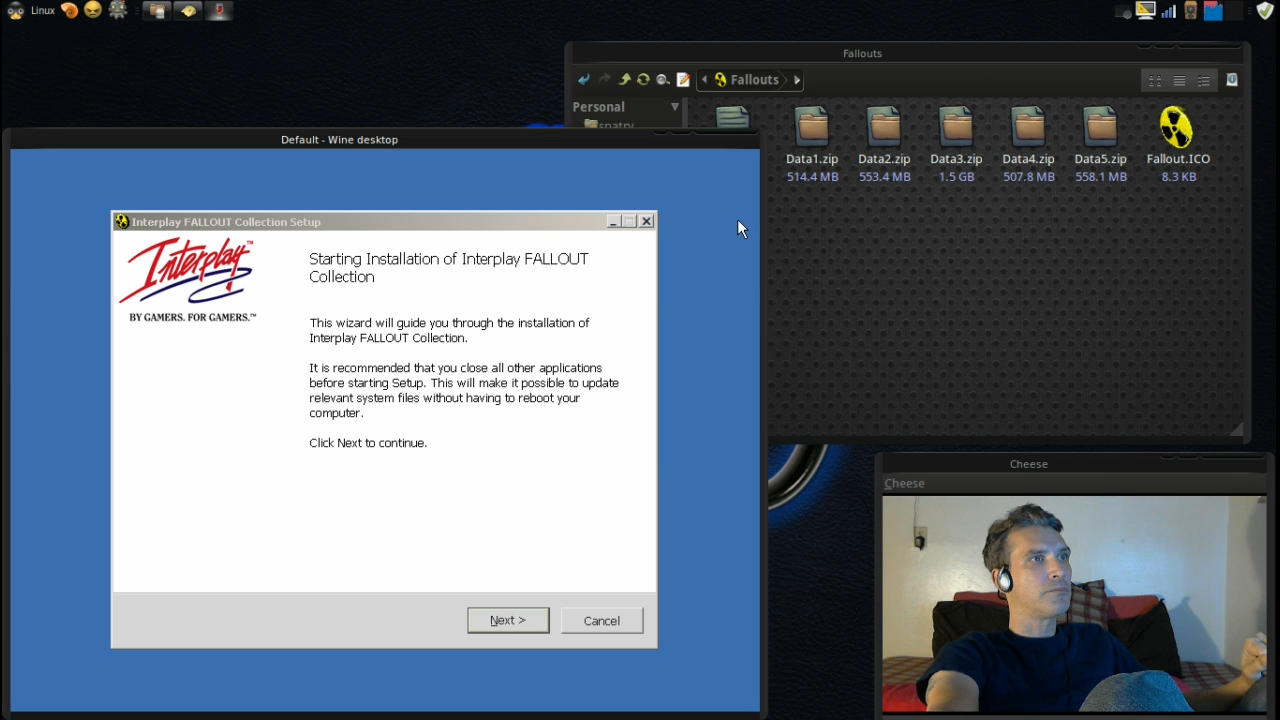 Linux
Fallouts
Fallouts
Personal
spatry
Data1.zip
514.4 MB
Data2.zip
553.4 MB
Data3.zip
1.5 GB
Data4.zip
507.8 MB
Data5.zip
558.1 MB
Fallout.ICO
8.3 KB
Default - Wine desktop
Interplay FALLOUT Collection Setup
Interplay™
BY GAMERS. FOR GAMERS.™
Starting Installation of Interplay FALLOUT
Collection
This wizard will guide you through the installation of
Interplay FALLOUT Collection.
It is recommended that you close all other applications
before starting Setup. This will make it possible to update
relevant system files without having to reboot your
computer.
Click Next to continue.
Next >
Cancel
Cheese
Cheese